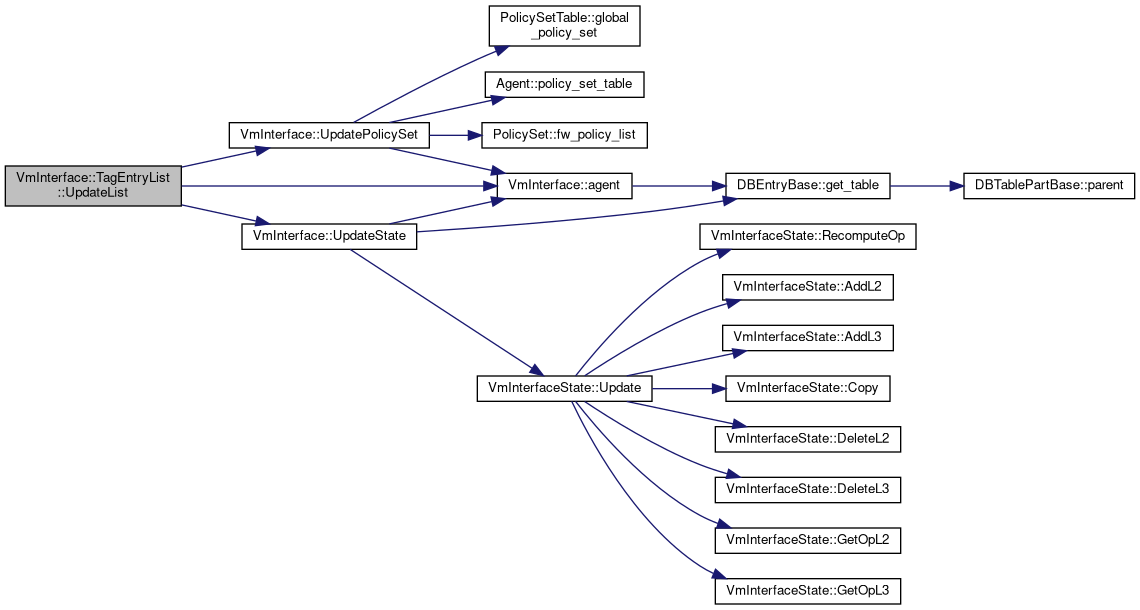 PolicySetTable::global
_policy_set
Agent::policy_set_table
VmInterface::UpdatePolicySet
PolicySet::fw_policy_list
VmInterface::TagEntryList
::UpdateList
VmInterface::agent
DBEntryBase::get_table
DBTablePartBase::parent
VmInterface::UpdateState
VmInterfaceState::RecomputeOp
VmInterfaceState::AddL2
VmInterfaceState::AddL3
VmInterfaceState::Update
VmInterfaceState::Copy
VmInterfaceState::DeleteL2
VmInterfaceState::DeleteL3
VmInterfaceState::GetOpL2
VmInterfaceState::GetOpL3